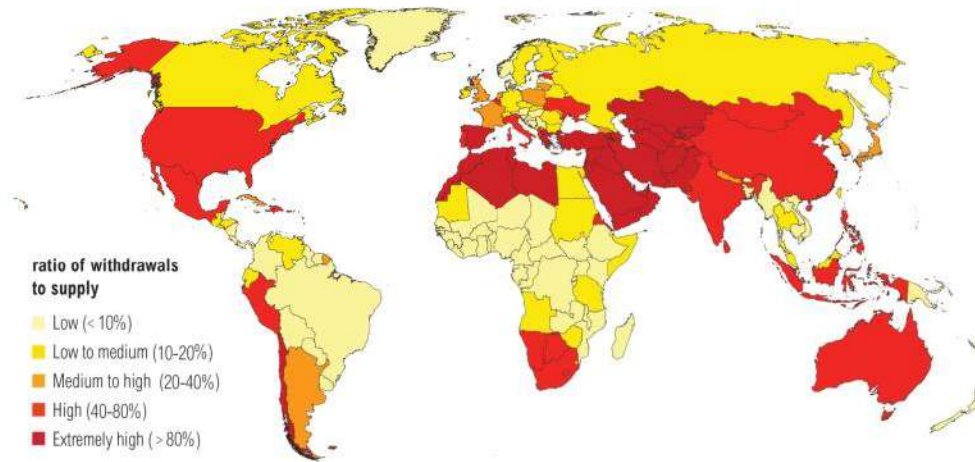 ratio of withdrawals
to supply
Low (< 10%)
Low to medium (10-20%)
Medium to high (20-40%)
High (40-80%)
Extremely high (> 80%)